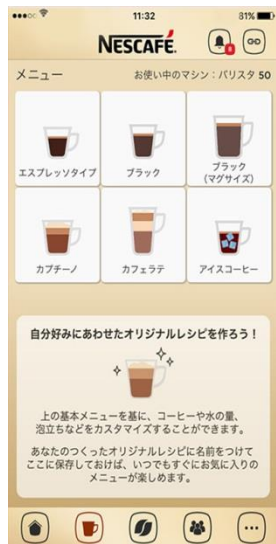 11:32
81%
NESCAFÉ.
メニュー
お使い中のマシン：バリスタ 50
エスプレッソタイプ
ブラック
ブラック
(マグサイズ)
カプチーノ
カフェラテ
アイスコーヒー
自分好みにあわせたオリジナルレシピを作ろう！
上の基本メニューを基に、コーヒーや水の量、
泡立ちなどをカスタマイズすることができます。
あなたのつくったオリジナルレシピに名前をつけて
ここに保存しておけば、いつでもすぐにお気に入りの
メニューが楽しめます。